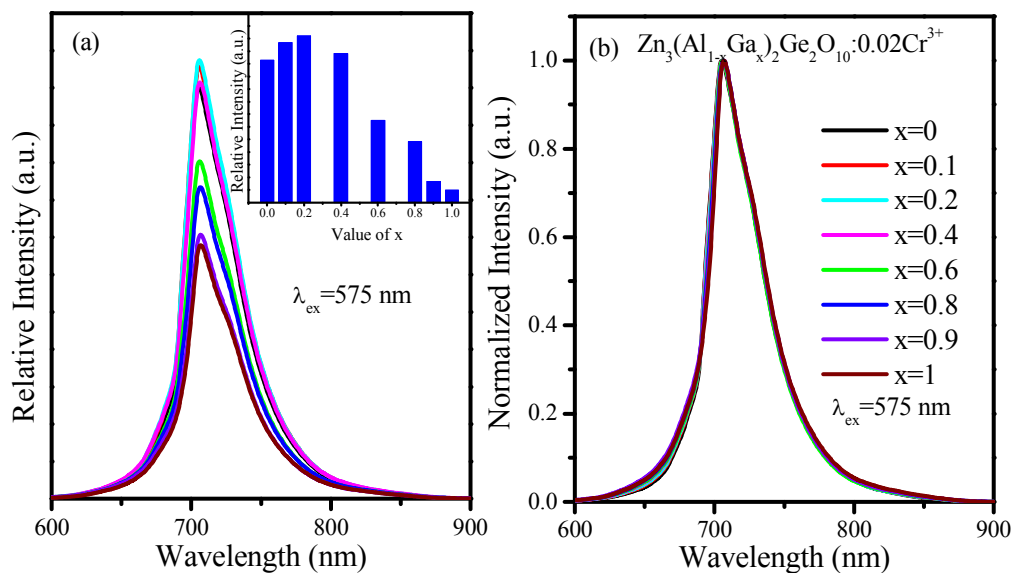 (a)
Relative Intensity (a.u.)
Relative Intensity (a.u.)
0.0 0.2 0.4 0.6 0.8 1.0
Value of x
λex=575 nm
600 700 800 900
Wavelength (nm)
(b)
Zn3(Al1-xGax)2Ge2O10:0.02Cr3+
Normalized Intensity (a.u.)
1.0
0.8
0.6
0.4
0.2
0.0
x=0
x=0.1
x=0.2
x=0.4
x=0.6
x=0.8
x=0.9
x=1
λex=575 nm
600 700 800 900
Wavelength (nm)